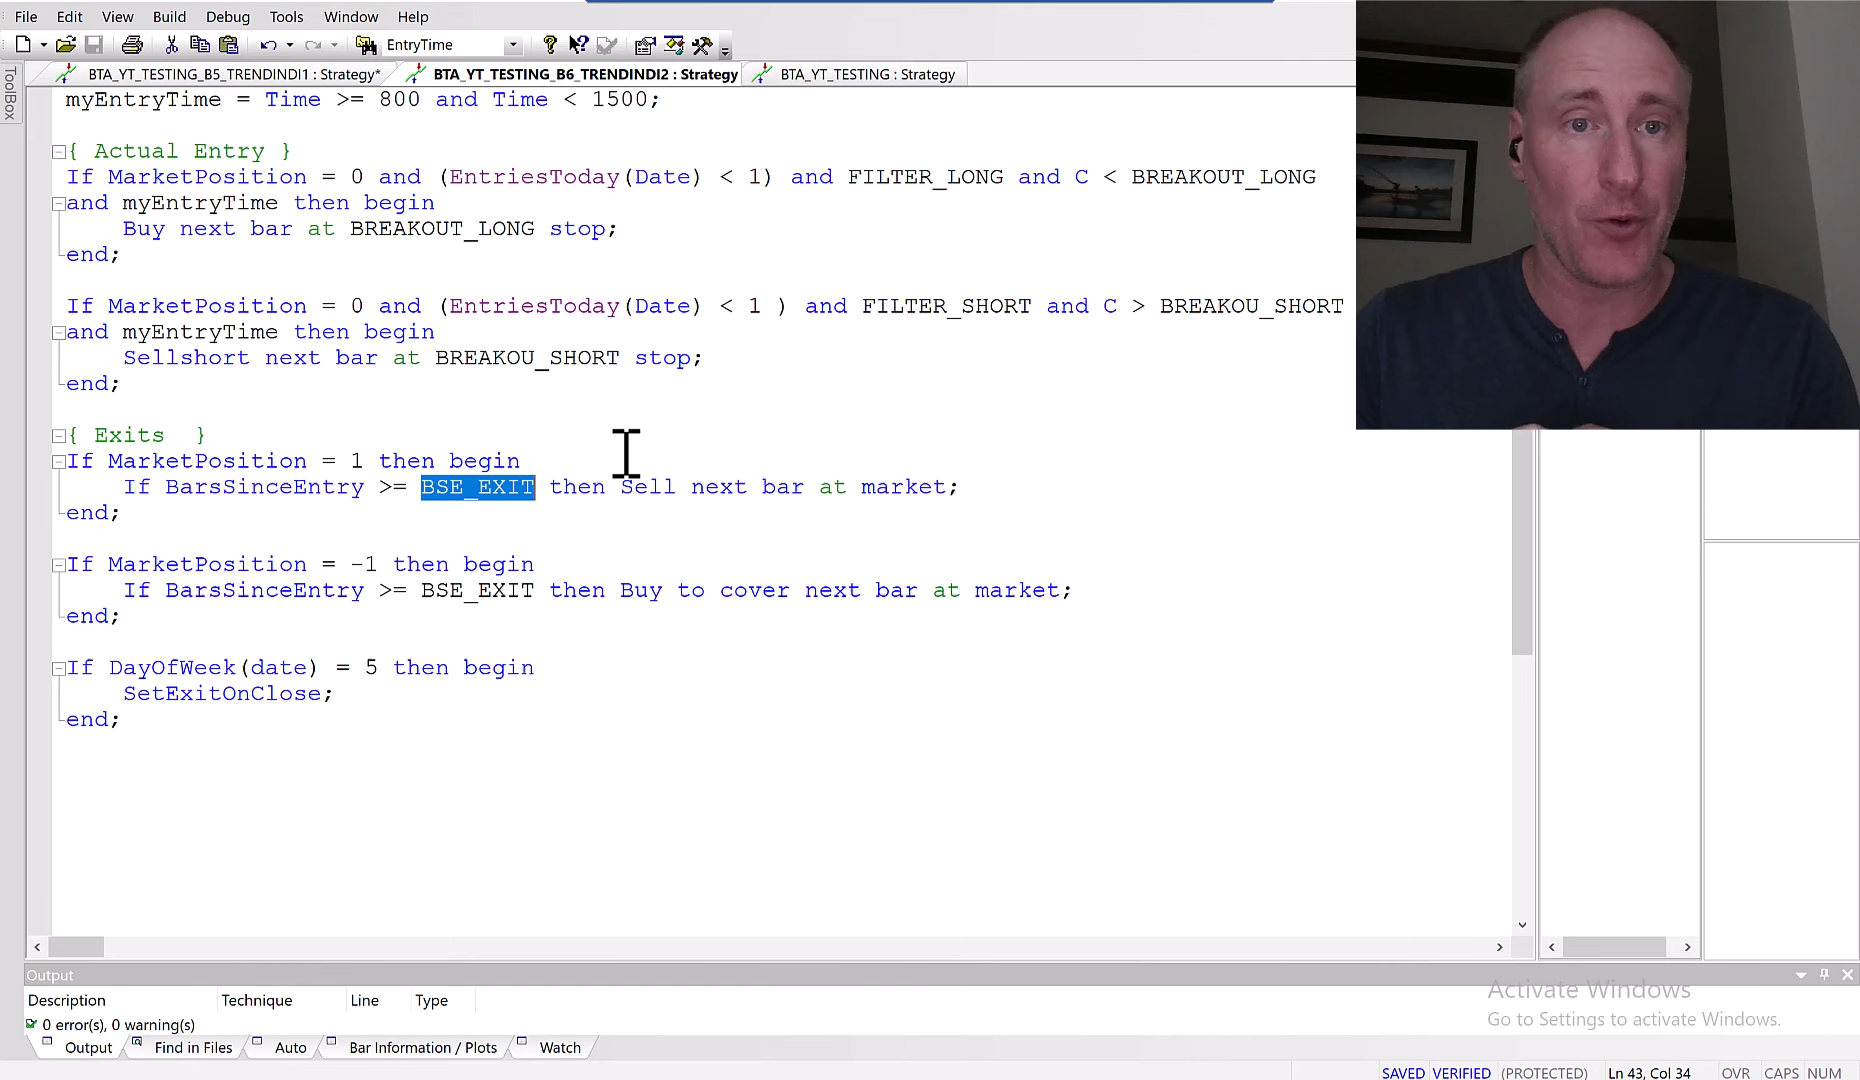 File Edit View Build Debug Tools Window Help
EntryTime
BTA_YT_TESTING_B5_TRENDINDI1 : Strategy* BTA_YT_TESTING_B6_TRENDINDI2 : Strategy BTA_YT_TESTING : Strategy
ToolBox
myEntryTime = Time >= 800 and Time < 1500;
{ Actual Entry }
If MarketPosition = 0 and (EntriesToday(Date) < 1) and FILTER_LONG and C < BREAKOUT_LONG
and myEntryTime then begin
Buy next bar at BREAKOUT_LONG stop;
end;
If MarketPosition = 0 and (EntriesToday(Date) < 1 ) and FILTER_SHORT and C > BREAKOU_SHORT
and myEntryTime then begin
Sellshort next bar at BREAKOU_SHORT stop;
end;
{ Exits  }
If MarketPosition = 1 then begin
If BarsSinceEntry >= BSE_EXIT then Sell next bar at market;
end;
If MarketPosition = -1 then begin
If BarsSinceEntry >= BSE_EXIT then Buy to cover next bar at market;
end;
If DayOfWeek(date) = 5 then begin
SetExitOnClose;
end;
Output
Description Technique Line Type
0 error(s), 0 warning(s)
Activate Windows
Go to Settings to activate Windows.
Output Find in Files Auto Bar Information / Plots Watch
SAVED VERIFIED (PROTECTED) Ln 43, Col 34 OVR CAPS NUM